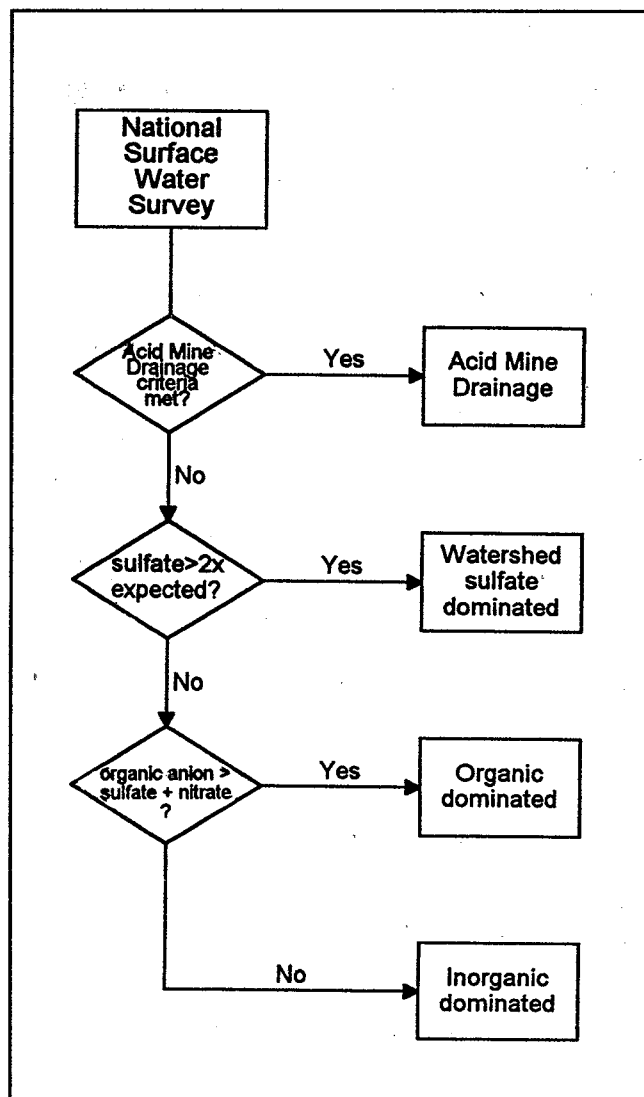 National
Surface
Water
Survey
Acid Mine
Drainage
criteria
met?
Yes
Acid Mine
Drainage
No
sulfate>2x
expected?
Yes
Watershed
sulfate
dominated
No
organic anion >
sulfate + nitrate
?
Yes
Organic
dominated
No
Inorganic
dominated